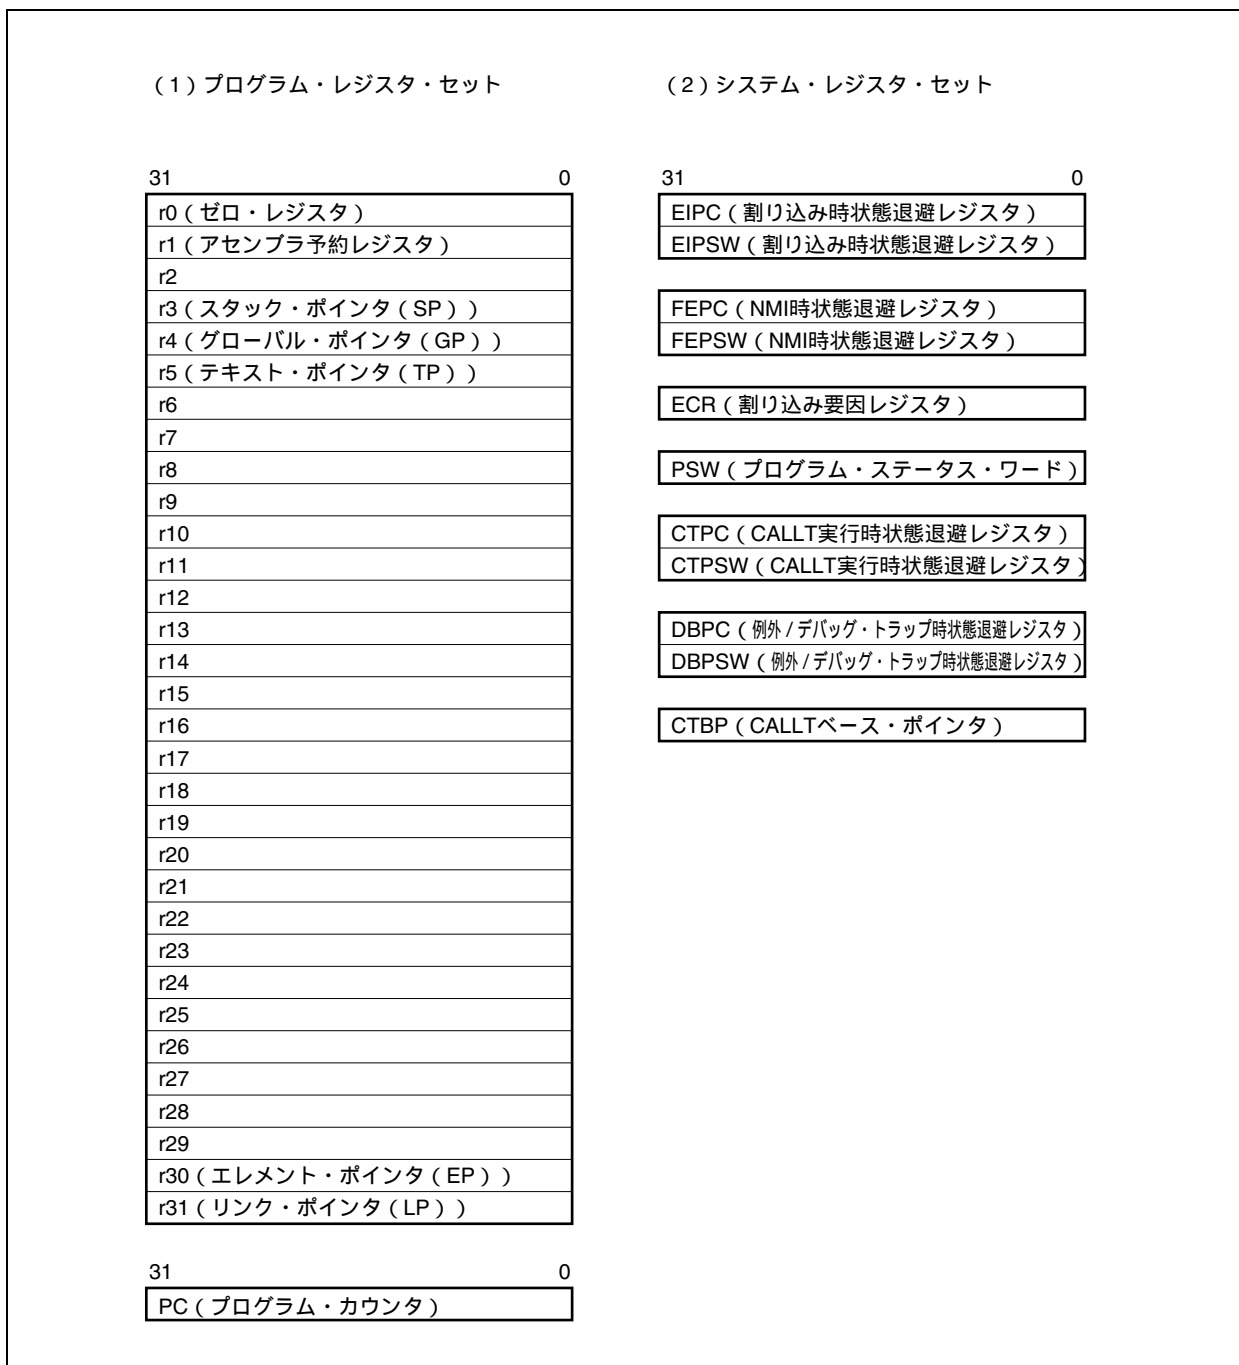 (1)プログラム・レジスタ・セット
31 0
r0(ゼロ・レジスタ)
r1(アセンブラ予約レジスタ)
r2
r3(スタック・ポインタ(SP))
r4(グローバル・ポインタ(GP))
r5(テキスト・ポインタ(TP))
r6
r7
r8
r9
r10
r11
r12
r13
r14
r15
r16
r17
r18
r19
r20
r21
r22
r23
r24
r25
r26
r27
r28
r29
r30(エレメント・ポインタ(EP))
r31(リンク・ポインタ(LP))
31 0
PC(プログラム・カウンタ)
(2)システム・レジスタ・セット
31 0
EIPC(割り込み時状態退避レジスタ)
EIPSW(割り込み時状態退避レジスタ)
FEPC(NMI時状態退避レジスタ)
FEPSW(NMI時状態退避レジスタ)
ECR(割り込み要因レジスタ)
PSW(プログラム・ステータス・ワード)
CTPC(CALLT実行時状態退避レジスタ)
CTPSW(CALLT実行時状態退避レジスタ)
DBPC(例外/デバッグ・トラップ時状態退避レジスタ)
DBPSW(例外/デバッグ・トラップ時状態退避レジスタ)
CTBP(CALLTベース・ポインタ)